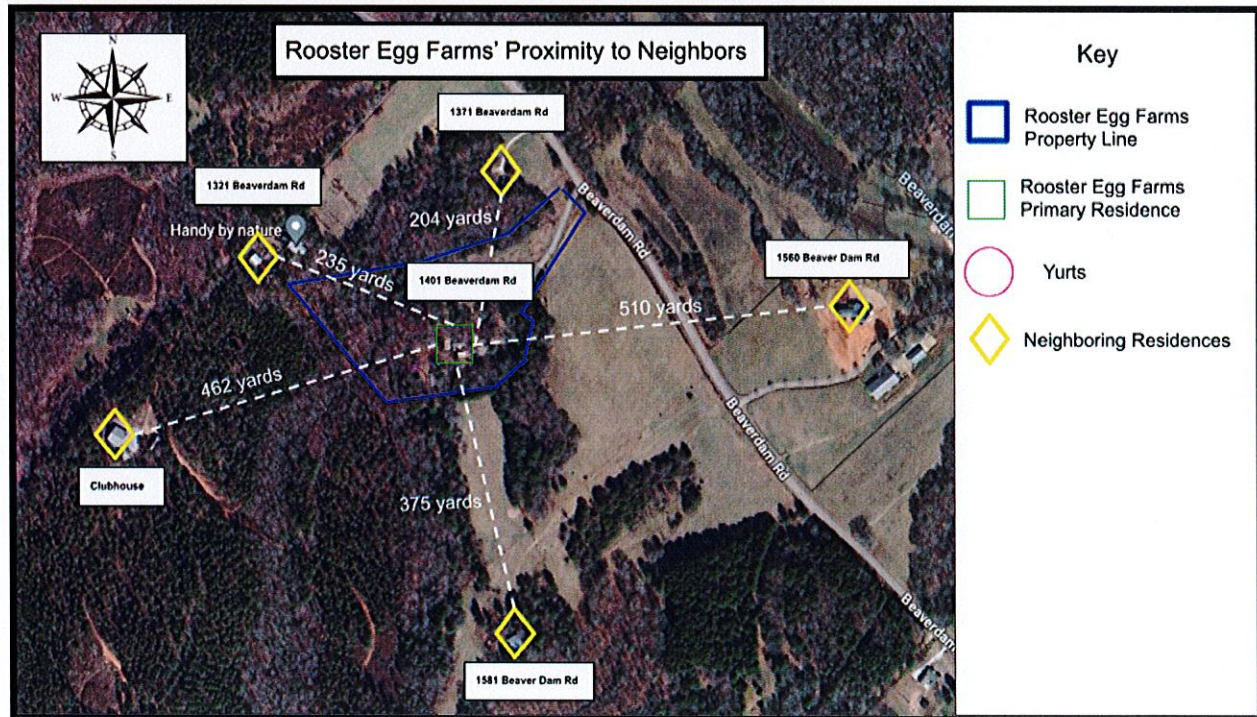 N
W
E
S
Rooster Egg Farms' Proximity to Neighbors
1371 Beaverdam Rd
1321 Beaverdam Rd
Handy by nature
204 yards
235 yards
1401 Beaverdam Rd
Beaverdam Rd
Beaverdam
1560 Beaver Dam Rd
510 yards
462 yards
Clubhouse
375 yards
Beaverdam Rd
Beaverdam
1581 Beaver Dam Rd
Key
Rooster Egg Farms
Property Line
Rooster Egg Farms
Primary Residence
Yurts
Neighboring Residences